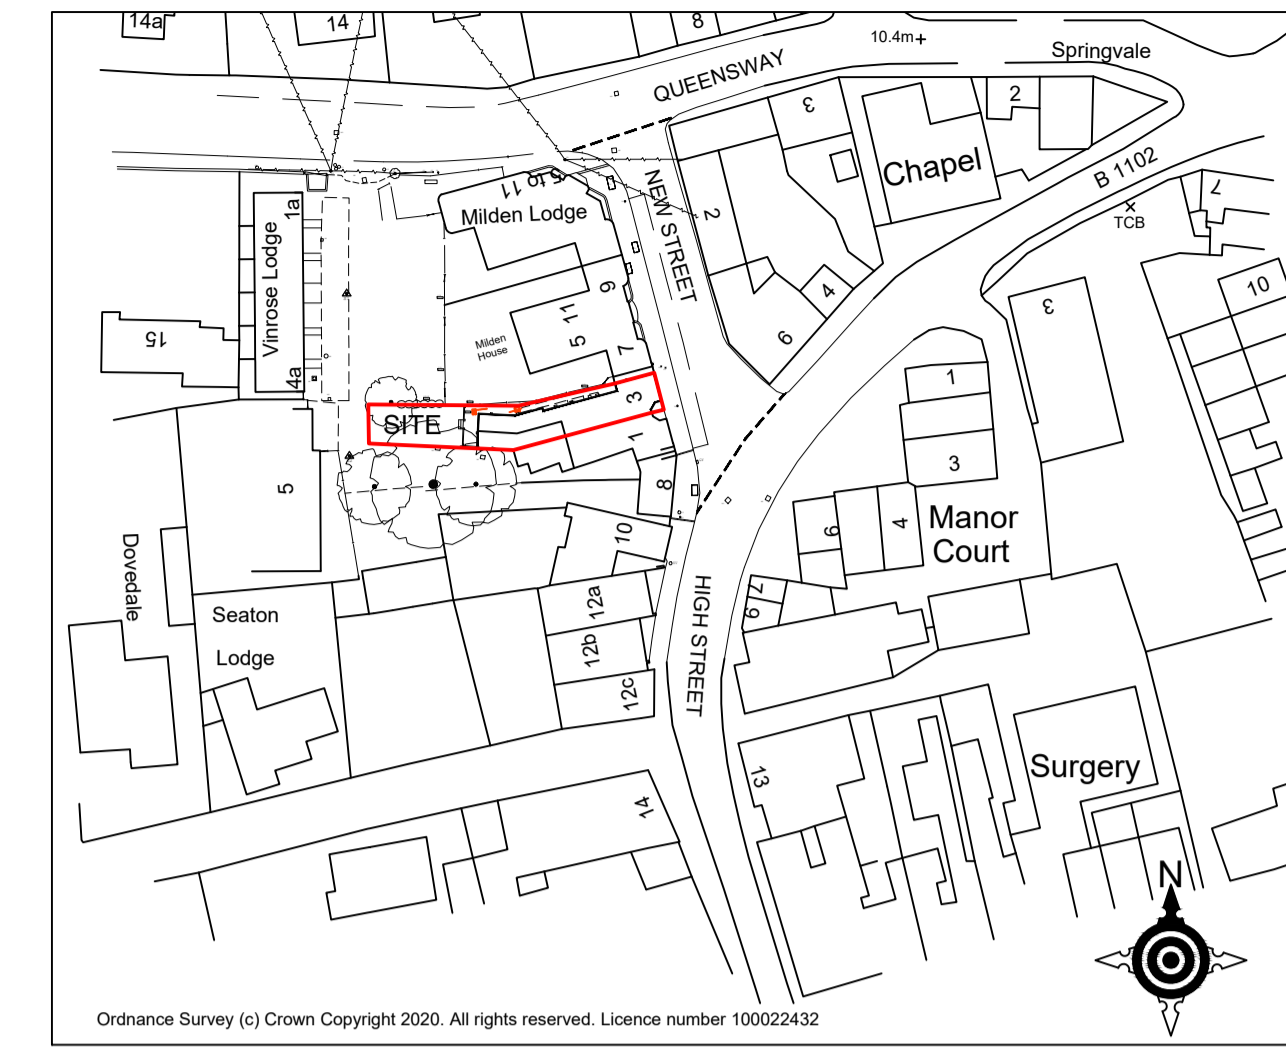 14a
14
8
10.4m
Springvale
QUEENSWAY
3
2
Chapel
B 1102
7
TCB
5 to 11
Milden Lodge
NEW STREET
2
1a
Vinrose Lodge
4a
15
9
5 11
Milden
House
7
4
6
3
10
SITE
3
1
1
3
5
8
10
6
4
Manor
Court
Dovedale
Seaton
Lodge
12a
12b
12c
HIGH STREET
7
9
13
14
Surgery
N
Ordnance Survey (c) Crown Copyright 2020. All rights reserved. Licence number 100022432